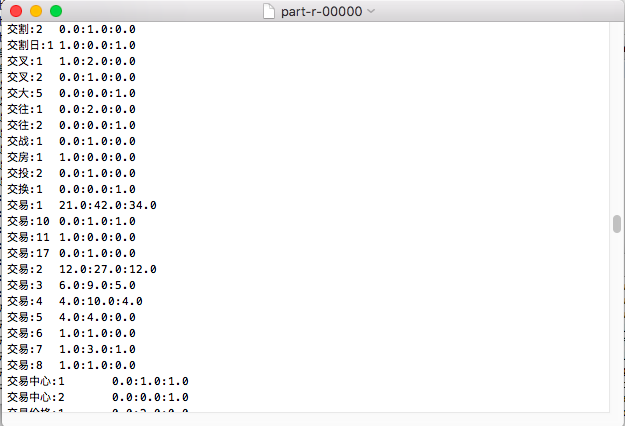 part-r-00000
交割:2 0.0:1.0:0.0
交割日:1 1.0:0.0:1.0
交叉:1 1.0:2.0:0.0
交叉:2 0.0:1.0:0.0
交大:5 0.0:0.0:1.0
交往:1 0.0:2.0:0.0
交往:2 0.0:0.0:1.0
交战:1 0.0:1.0:0.0
交房:1 1.0:0.0:0.0
交投:2 0.0:1.0:0.0
交换:1 0.0:0.0:1.0
交易:1 21.0:42.0:34.0
交易:10 0.0:1.0:1.0
交易:11 1.0:0.0:0.0
交易:17 0.0:1.0:0.0
交易:2 12.0:27.0:12.0
交易:3 6.0:9.0:5.0
交易:4 4.0:10.0:4.0
交易:5 4.0:4.0:0.0
交易:6 1.0:1.0:0.0
交易:7 1.0:3.0:1.0
交易:8 1.0:1.0:0.0
交易中心:1 0.0:1.0:1.0
交易中心:2 0.0:0.0:1.0